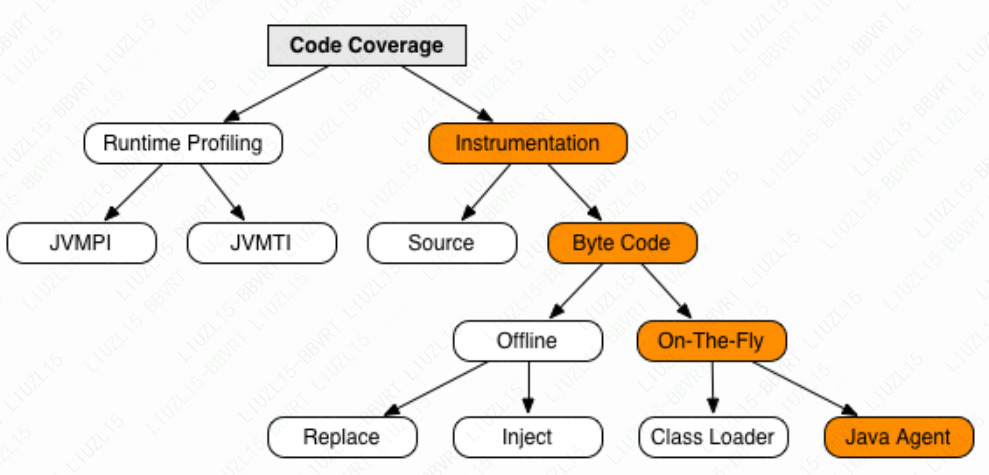 Code Coverage
Runtime Profiling
Instrumentation
JVMPI
JVMTI
Source
Byte Code
Offline
On-The-Fly
Replace
Inject
Class Loader
Java Agent
LIUZL15-BBVRT